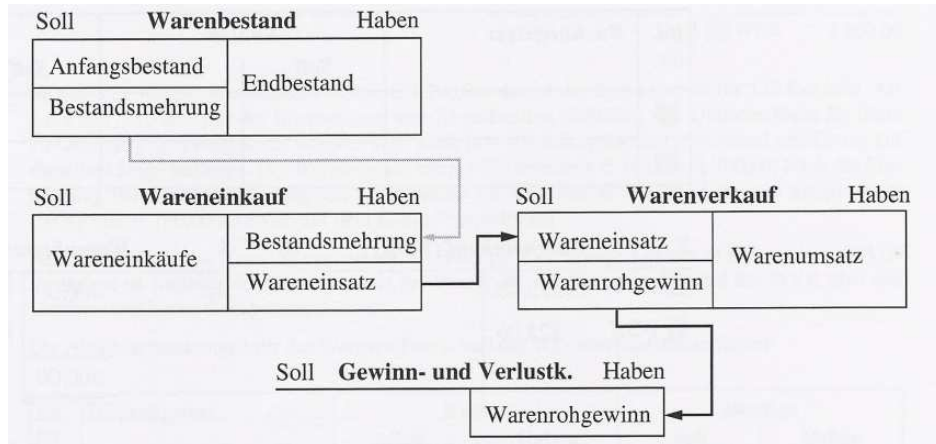 Soll Warenbestand Haben
Anfangsbestand
Endbestand
Bestandsmehrung
Soll Wareneinkauf Haben
Wareneinkäufe
Bestandsmehrung
Wareneinsatz
Soll Warenverkauf Haben
Wareneinsatz
Warenrohgewinn
Warenumsatz
Soll Gewinn- und Verlustk. Haben
Warenrohgewinn